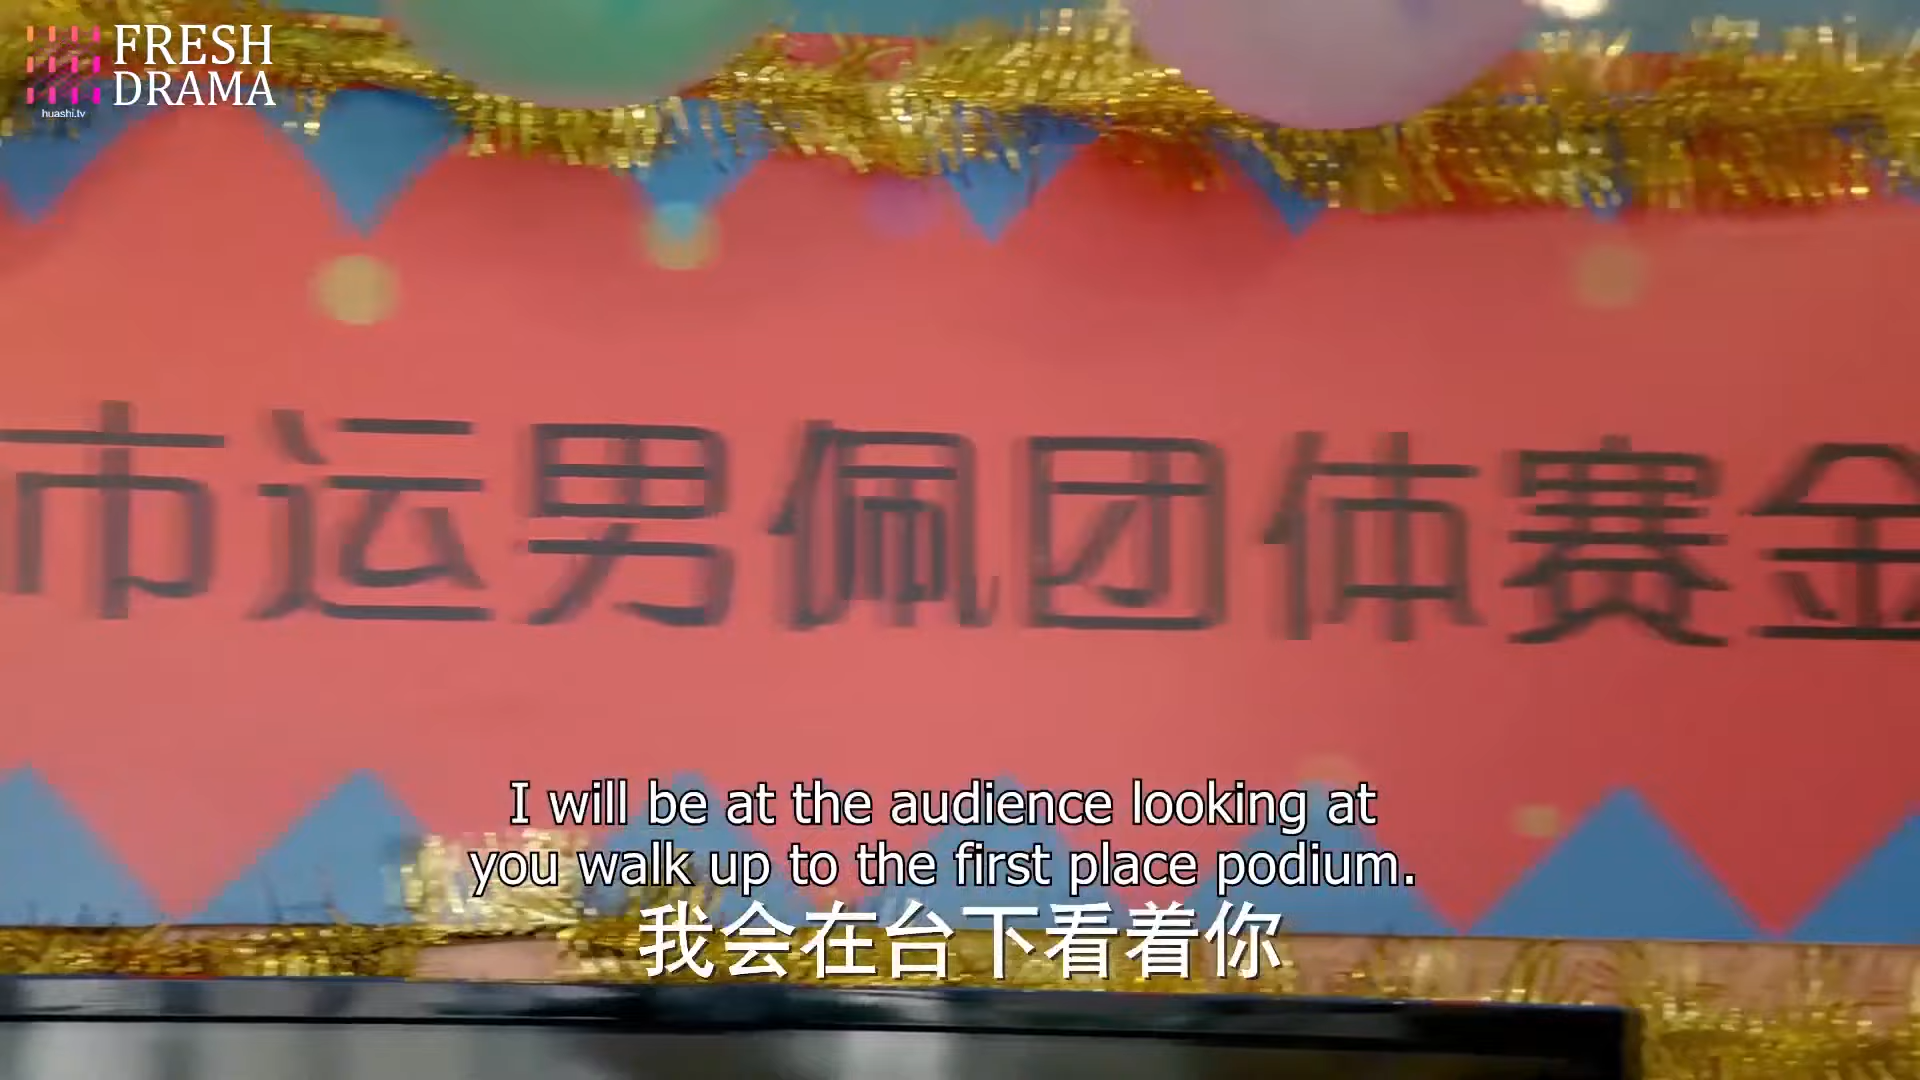 FRESH
DRAMA
huashi.tv
市运男佩团体赛金
I will be at the audience looking at
you walk up to the first place podium.
我会在台下看着你